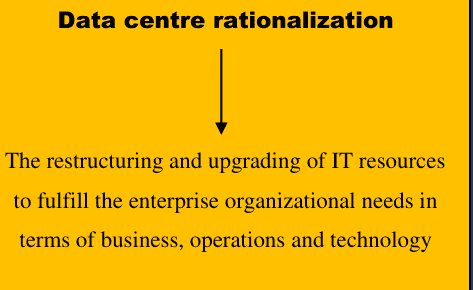 Data centre rationalization
The restructuring and upgrading of IT resources
to fulfill the enterprise organizational needs in
terms of business, operations and technology